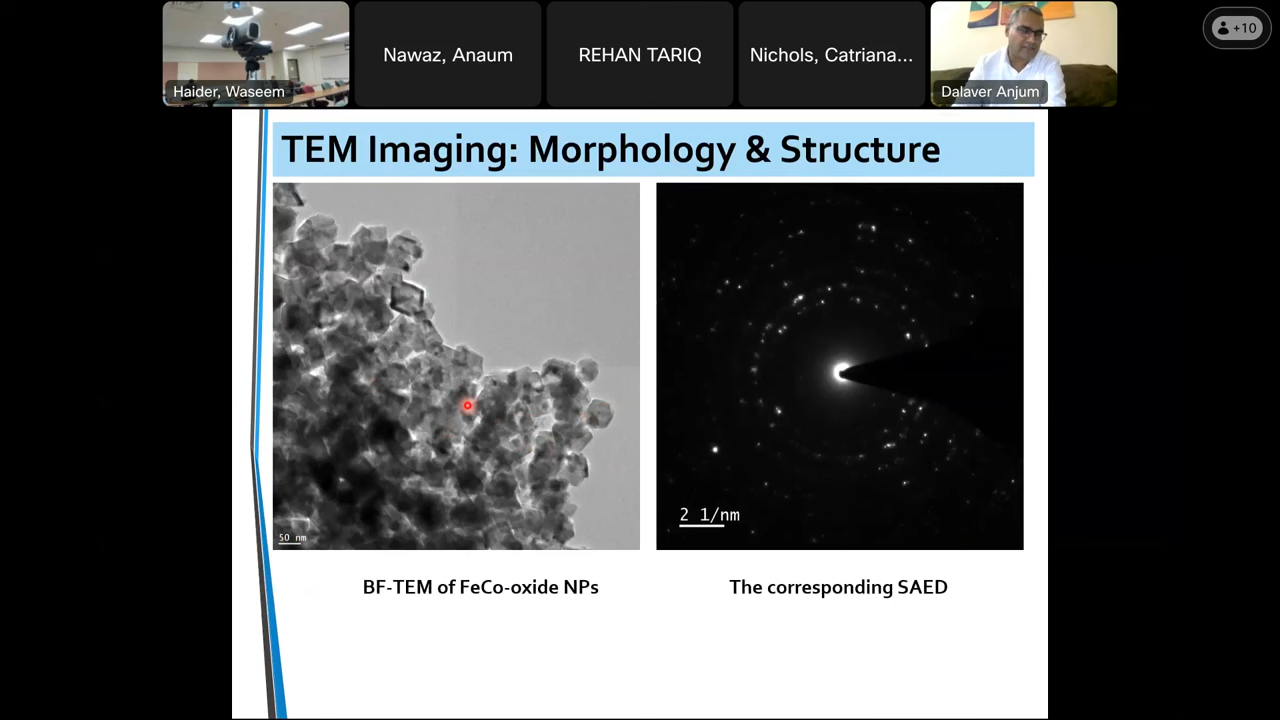 Haider, Waseem
Nawaz, Anaum
REHAN TARIQ
Nichols, Catriana...
Dalaver Anjum
+10
TEM Imaging: Morphology & Structure
50 nm
2 1/nm
BF-TEM of FeCo-oxide NPs
The corresponding SAED